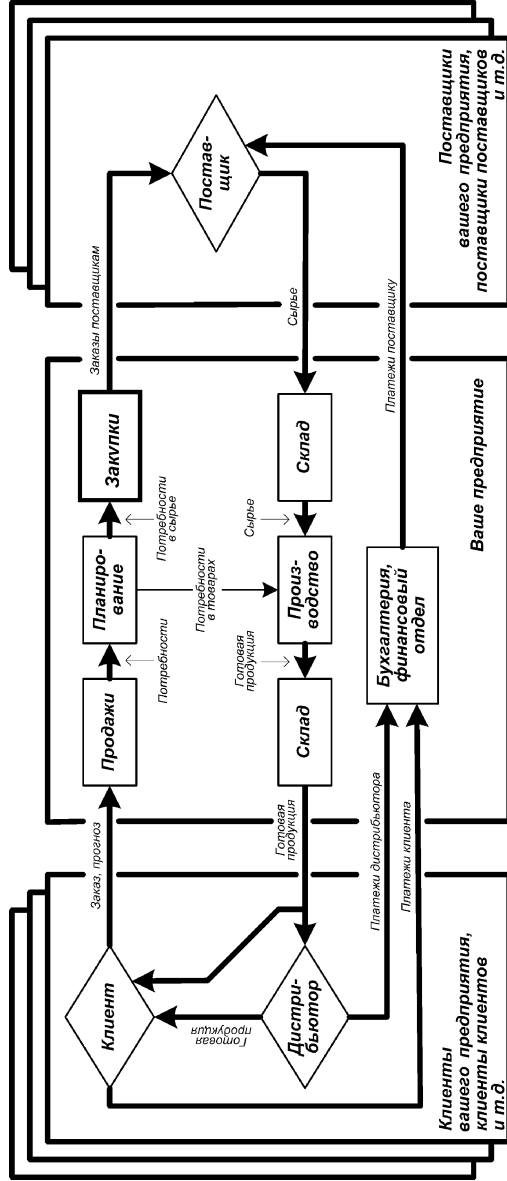 Клиент
Заказ, прогноз
Продажи
Потребности
Планиро-
вание
Потребности
в сырье
Закупки
Заказы поставщикам
Постав-
щик
Готовая
продукция
Потребности
в товарах
Дистри-
бьютор
Готовая
продукция
Склад
Готовая
продукция
Произ-
водство
Сырье
Склад
Сырье
Платежи дистрибьютора
Платежи клиента
Бухгалтерия,
финансовый
отдел
Платежи поставщику
Клиенты
вашего предприятия,
клиенты клиентов
и т.д.
Ваше предприятие
Поставщики
вашего предприятия,
поставщики поставщиков
и т.д.